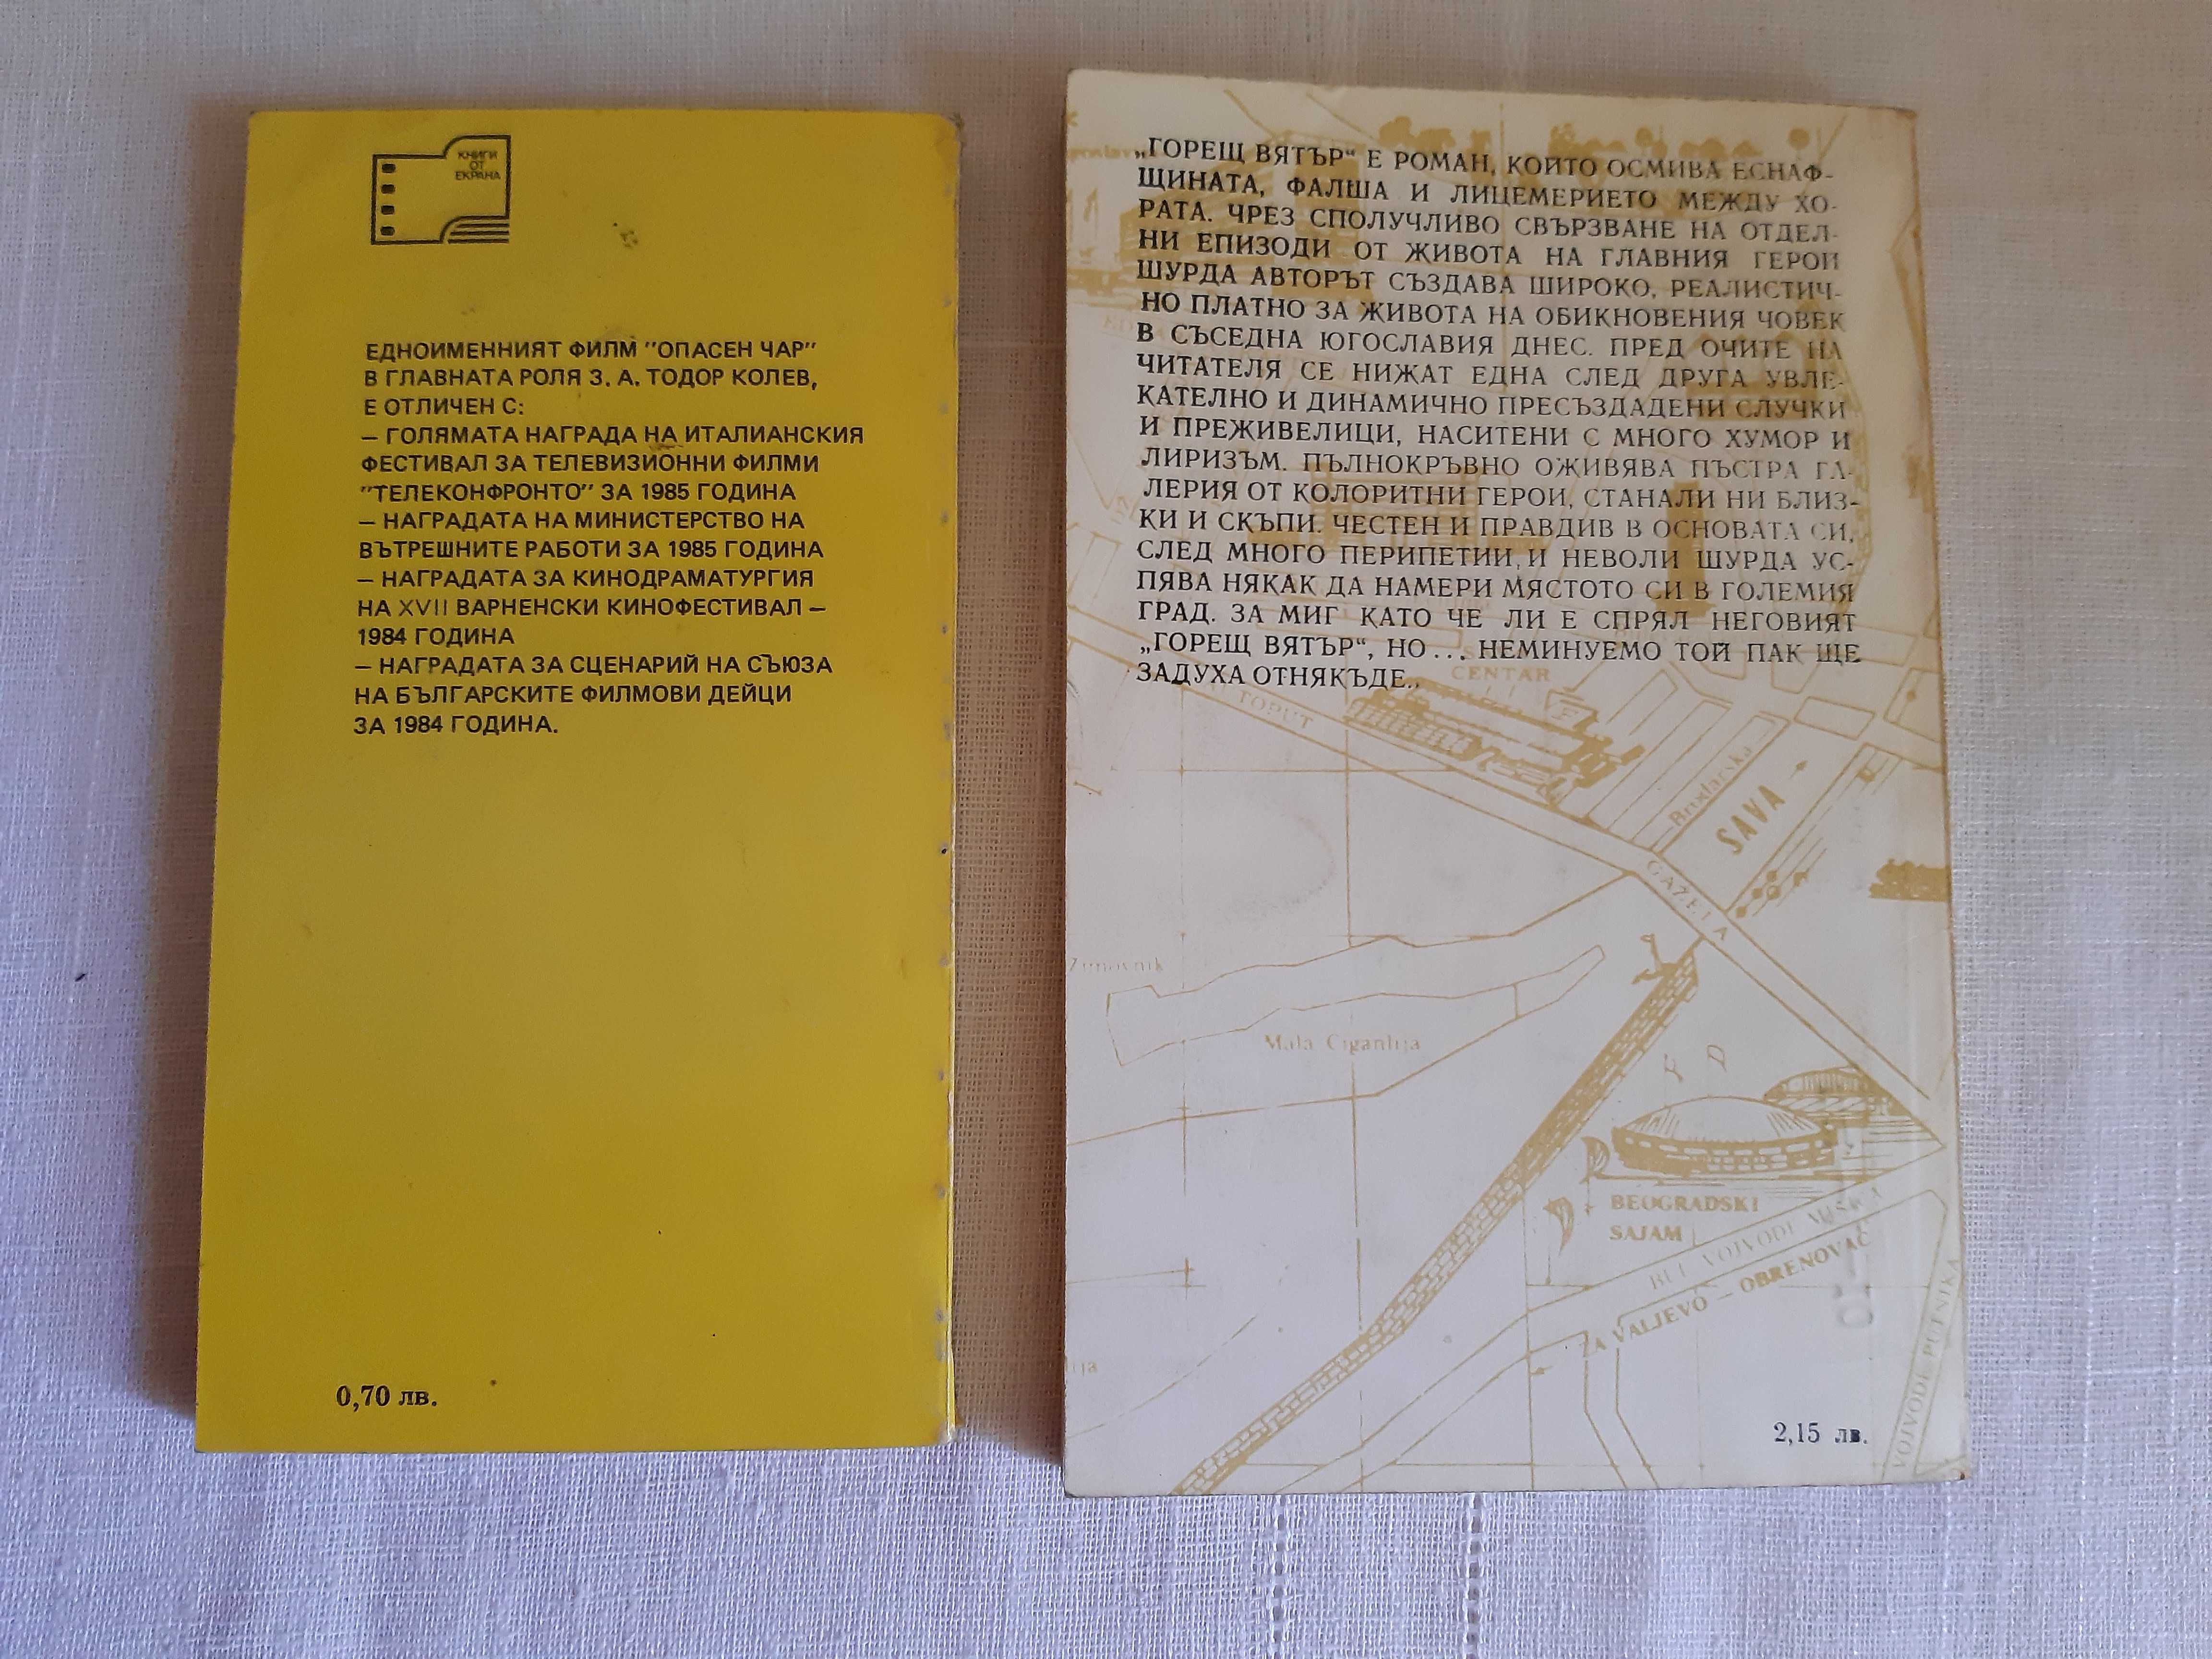 КНИГИ
ОТ
ЕКРАНА
ЕДНОИМЕННИЯТ ФИЛМ "ОПАСЕН ЧАР"
В ГЛАВНАТА РОЛЯ З. А. ТОДОР КОЛЕВ,
Е ОТЛИЧЕН С:
— ГОЛЯМАТА НАГРАДА НА ИТАЛИАНСКИЯ
ФЕСТИВАЛ ЗА ТЕЛЕВИЗИОННИ ФИЛМИ
"ТЕЛЕКОНФРОНТО" ЗА 1985 ГОДИНА
— НАГРАДАТА НА МИНИСТЕРСТВО НА
ВЪТРЕШНИТЕ РАБОТИ ЗА 1985 ГОДИНА
— НАГРАДАТА ЗА КИНОДРАМАТУРГИЯ
НА XVII ВАРНЕНСКИ КИНОФЕСТИВАЛ —
1984 ГОДИНА
— НАГРАДАТА ЗА СЦЕНАРИЙ НА СЪЮЗА
НА БЪЛГАРСКИТЕ ФИЛМОВИ ДЕЙЦИ
ЗА 1984 ГОДИНА.
0,70 лв.
„ГОРЕЩ ВЯТЪР“ Е РОМАН, КОЙТО ОСМИВА ЕСНАФ-
ЩИНАТА, ФАЛША И ЛИЦЕМЕРИЕТО МЕЖДУ ХО-
РАТА. ЧРЕЗ СПОЛУЧЛИВО СВЪРЗВАНЕ НА ОТДЕЛ-
НИ ЕПИЗОДИ ОТ ЖИВОТА НА ГЛАВНИЯ ГЕРОЙ
ШУРДА АВТОРЪТ СЪЗДАВА ШИРОКО, РЕАЛИСТИЧ-
НО ПЛАТНО ЗА ЖИВОТА НА ОБИКНОВЕНИЯ ЧОВЕК
В СЪСЕДНА ЮГОСЛАВИЯ ДНЕС. ПРЕД ОЧИТЕ НА
ЧИТАТЕЛЯ СЕ НИЖАТ ЕДНА СЛЕД ДРУГА УВЛЕ-
КАТЕЛНО И ДИНАМИЧНО ПРЕСЪЗДАДЕНИ СЛУЧКИ
И ПРЕЖИВЕЛИЦИ, НАСИТЕНИ С МНОГО ХУМОР И
ЛИРИЗЪМ. ПЪЛНОКРЪВНО ОЖИВЯВА ПЪСТРА ГА-
ЛЕРИЯ ОТ КОЛОРИТНИ ГЕРОИ, СТАНАЛИ НИ БЛИЗ-
КИ И СКЪПИ. ЧЕСТЕН И ПРАВДИВ В ОСНОВАТА СИ,
СЛЕД МНОГО ПЕРИПЕТИИ И НЕВОЛИ ШУРДА УС-
ПЯВА НЯКАК ДА НАМЕРИ МЯСТОТО СИ В ГОЛЕМИЯ
ГРАД. ЗА МИГ КАТО ЧЕ ЛИ Е СПРЯЛ НЕГОВИЯТ
„ГОРЕЩ ВЯТЪР“, НО... НЕМИНУЕМО ТОЙ ПАК ЩЕ
ЗАДУХА ОТНЯКЪДЕ..
CENTAR
TOPUT
Brodarska
SAVA
GAZELA
Zimovnik
Mala Ciganlija
BEOGRADSKI
SAJAM
BUL VOJVODE MIŠIĆA
ZA VALJEVO — OBRENOVAC
VOJVODE PUTNIKA
2,15 лв.